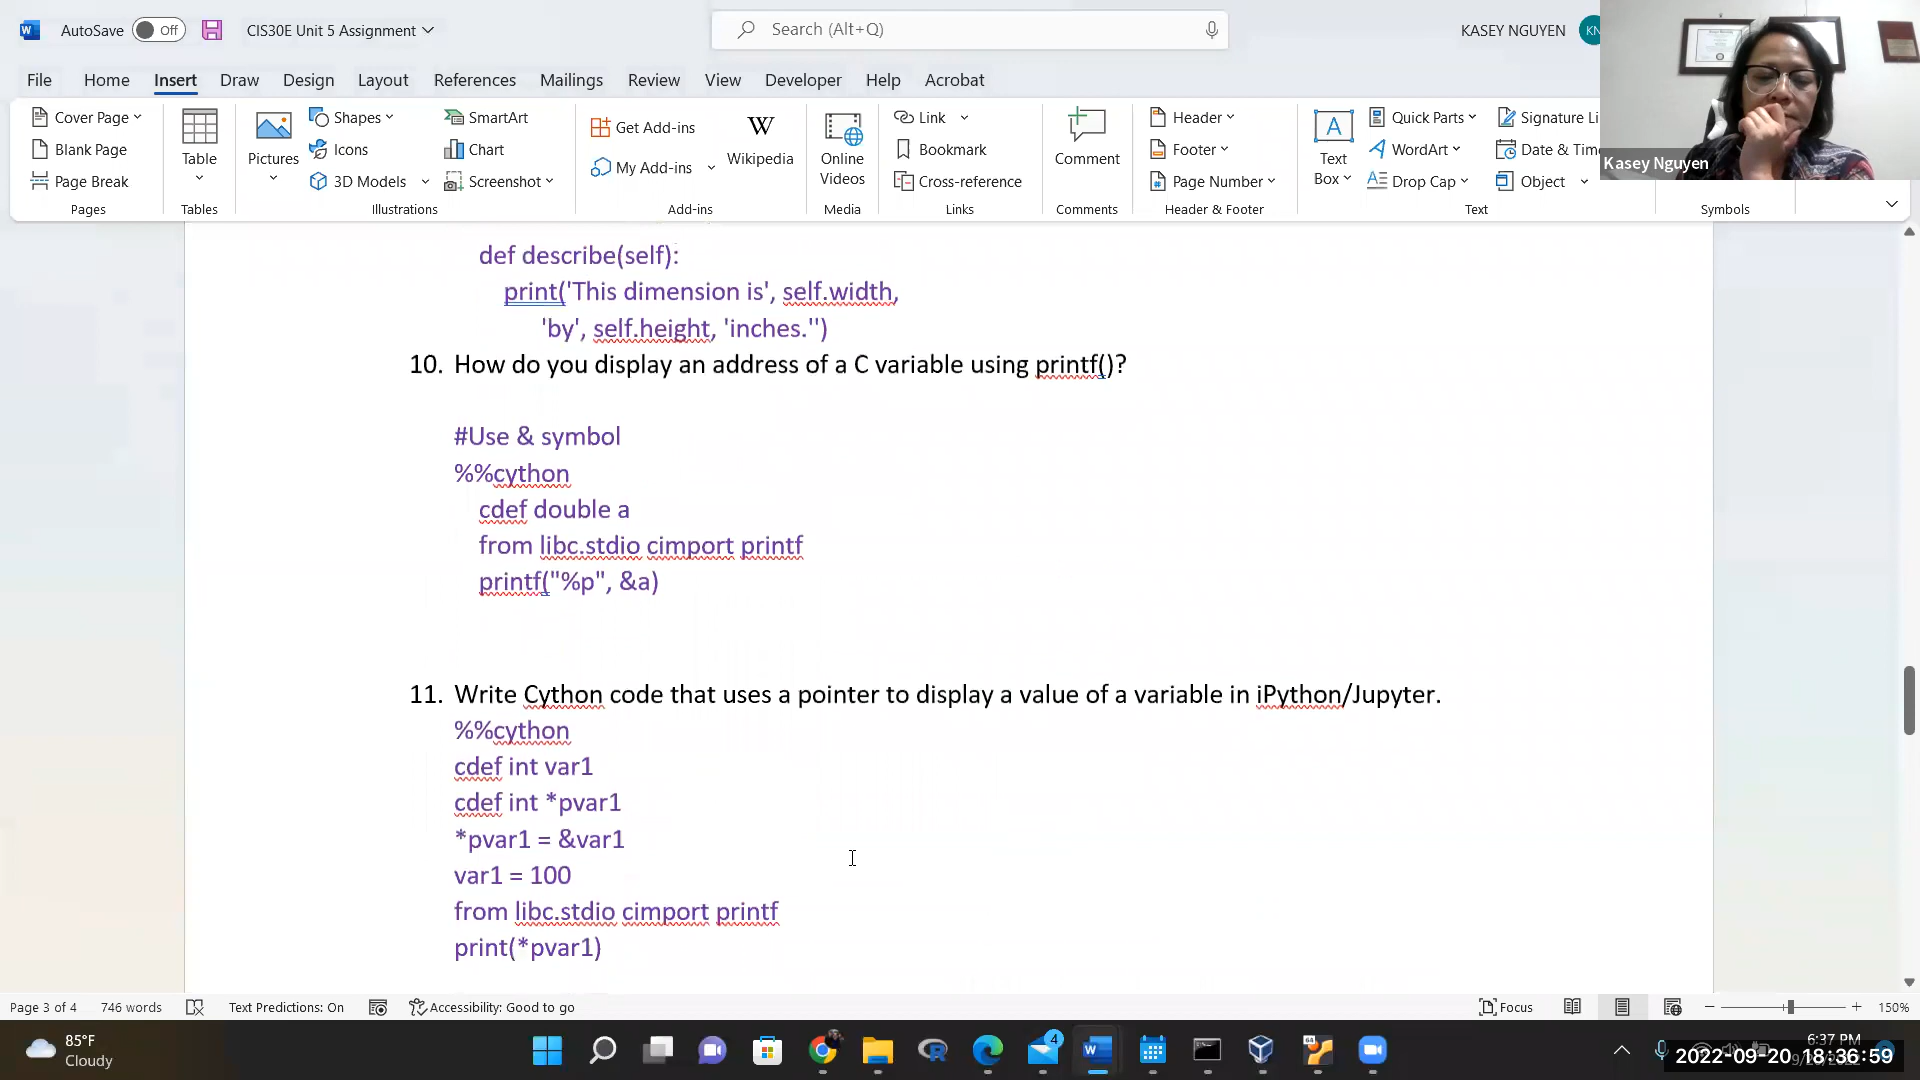 AutoSave Off CIS30E Unit 5 Assignment Search (Alt+Q) KASEY NGUYEN KN
File Home Insert Draw Design Layout References Mailings Review View Developer Help Acrobat
Cover Page
Blank Page
Page Break
Pages
Table
Tables
Pictures
Shapes
Icons
3D Models
SmartArt
Chart
Screenshot
Illustrations
Get Add-ins
My Add-ins
Wikipedia
Add-ins
Online
Videos
Media
Link
Bookmark
Cross-reference
Links
Comment
Comments
Header
Footer
Page Number
Header & Footer
A
Text
Box
Quick Parts
WordArt
Drop Cap
Signature Li
Date & Time
Object
Text
Symbols
Kasey Nguyen
def describe(self):
print('This dimension is', self.width,
'by', self.height, 'inches.'')
10. How do you display an address of a C variable using printf()?
#Use & symbol
%%cython
cdef double a
from libc.stdio cimport printf
printf("%p", &a)
11. Write Cython code that uses a pointer to display a value of a variable in iPython/Jupyter.
%%cython
cdef int var1
cdef int *pvar1
*pvar1 = &var1
var1 = 100
from libc.stdio cimport printf
print(*pvar1)
Page 3 of 4 746 words Text Predictions: On Accessibility: Good to go Focus 150%
85°F
Cloudy
4
64
6:37 PM
2022-09-20 18:36:59